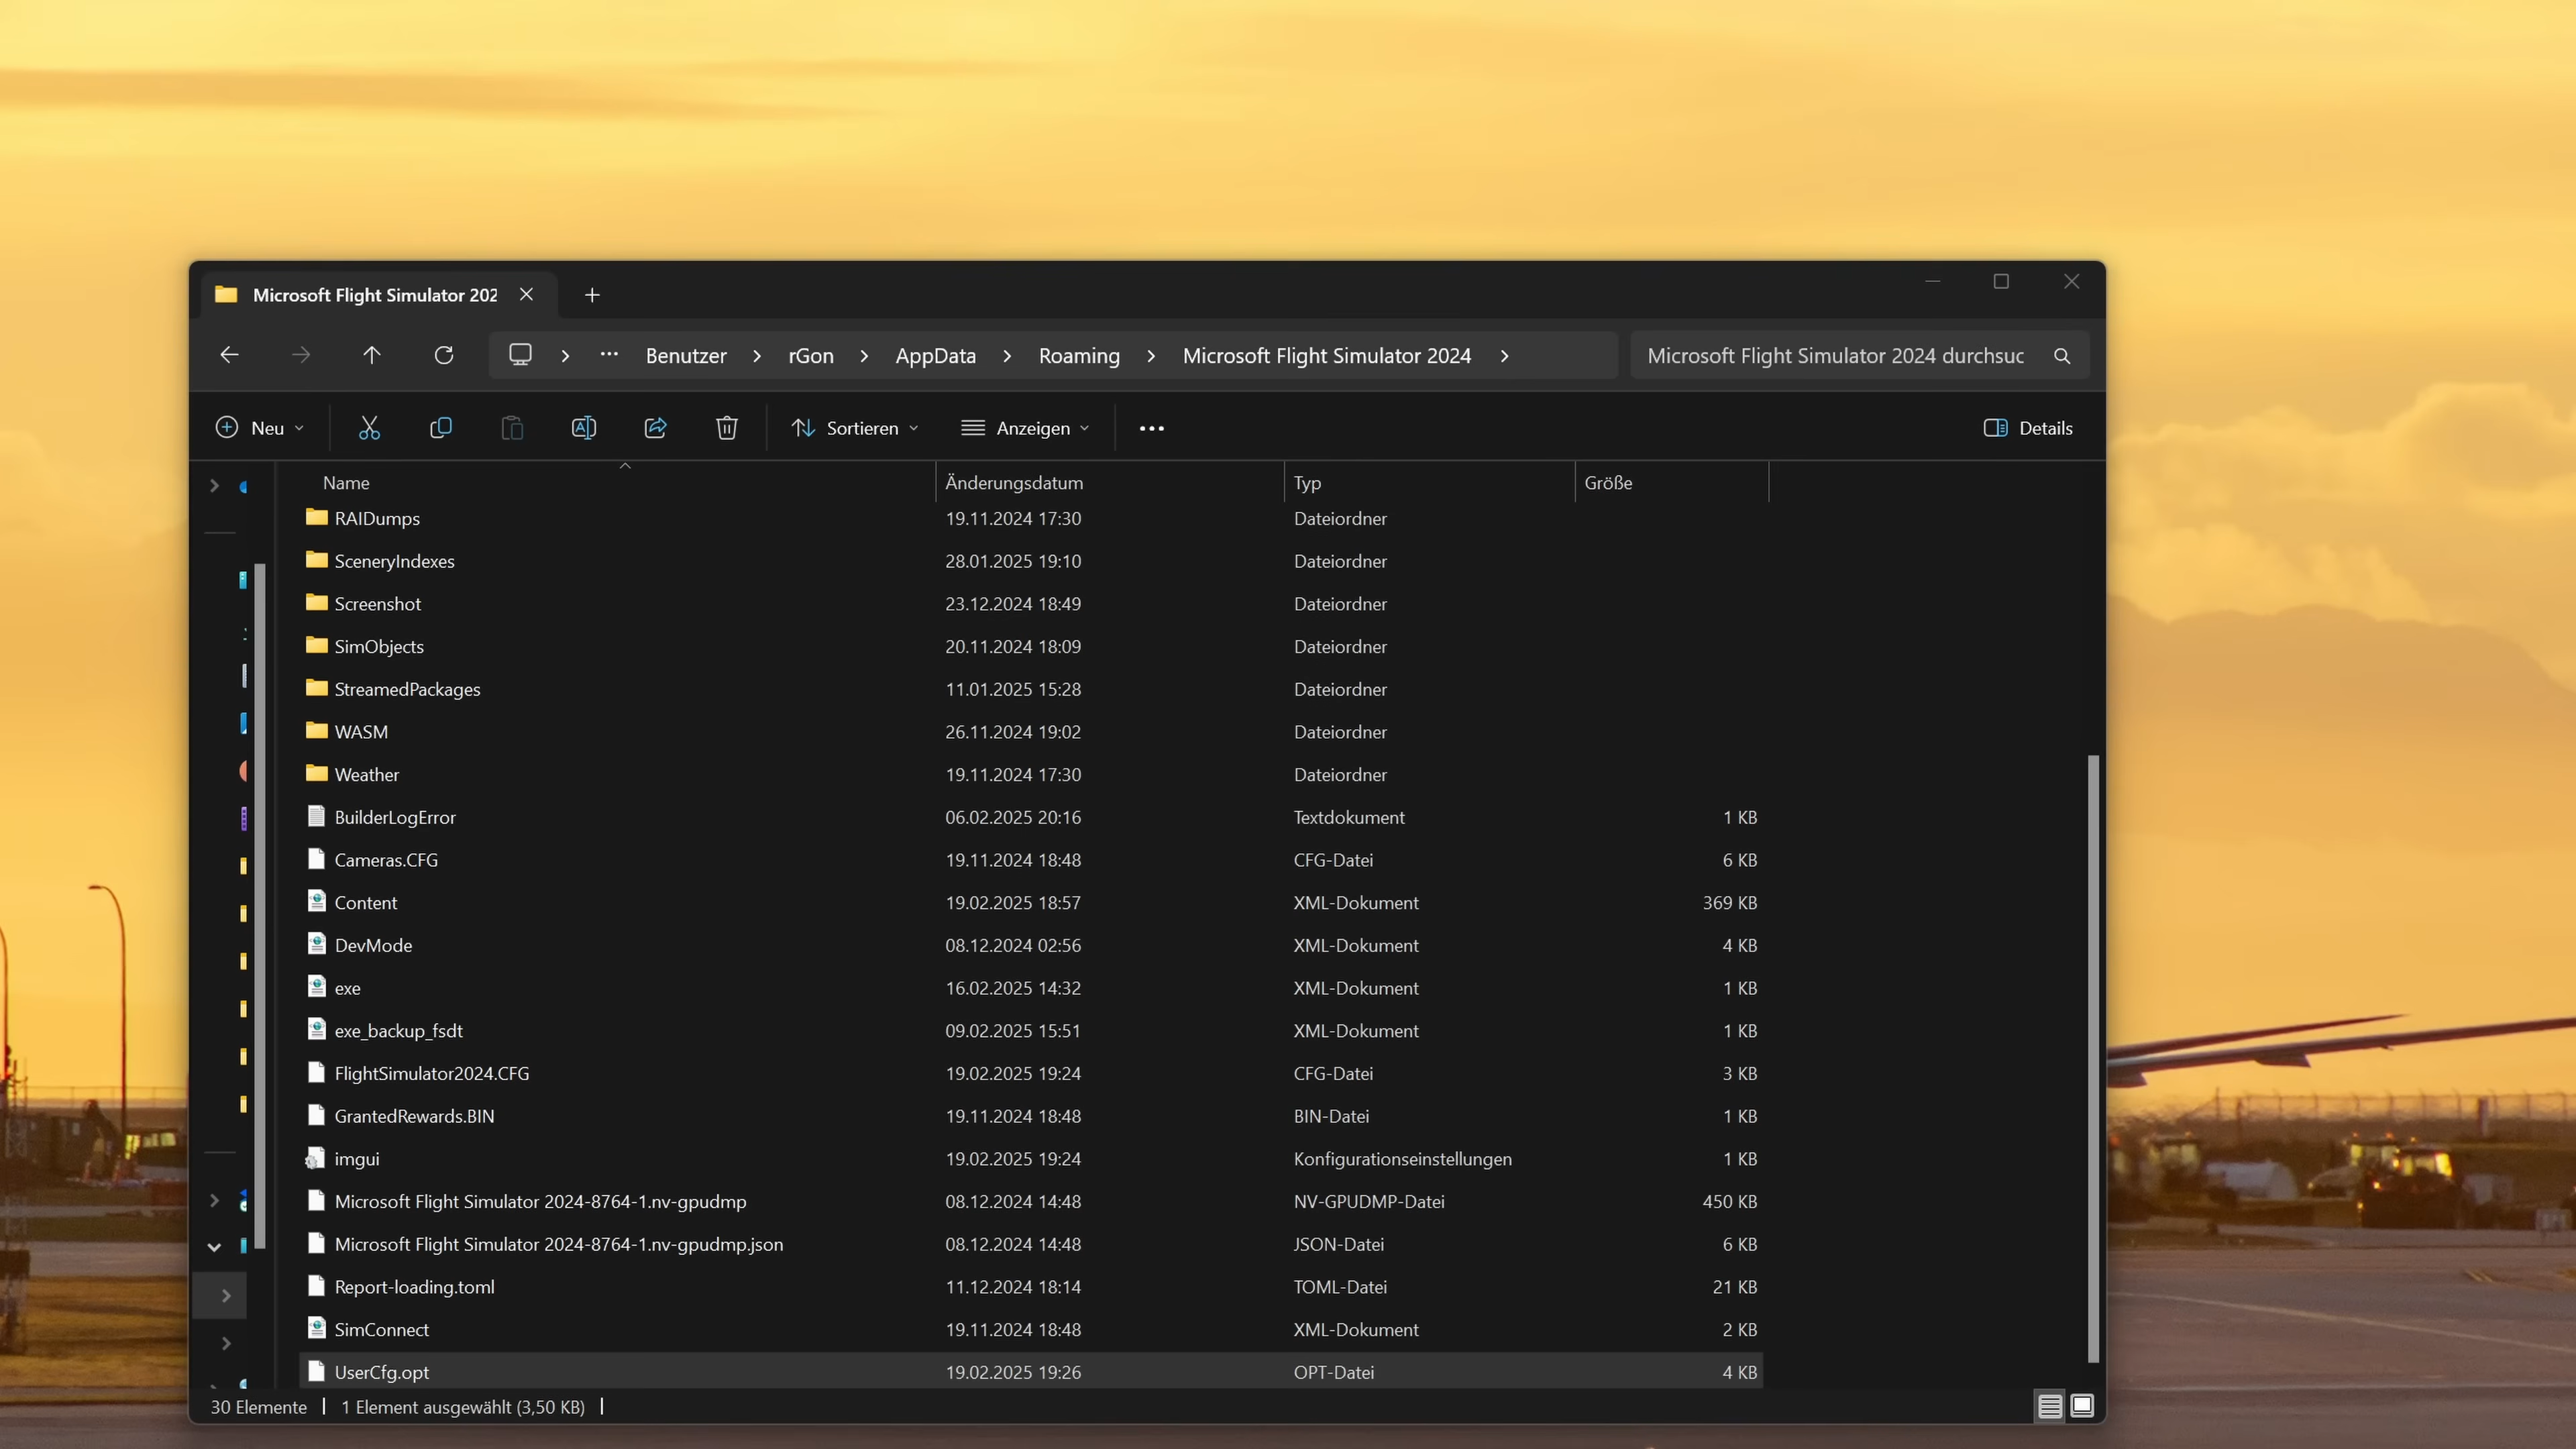 Microsoft Flight Simulator 202
Benutzer rGon AppData Roaming Microsoft Flight Simulator 2024 Microsoft Flight Simulator 2024 durchsuc
Neu Sortieren Anzeigen Details
Name Änderungsdatum Typ Größe
RAIDumps 19.11.2024 17:30 Dateiordner
SceneryIndexes 28.01.2025 19:10 Dateiordner
Screenshot 23.12.2024 18:49 Dateiordner
SimObjects 20.11.2024 18:09 Dateiordner
StreamedPackages 11.01.2025 15:28 Dateiordner
WASM 26.11.2024 19:02 Dateiordner
Weather 19.11.2024 17:30 Dateiordner
BuilderLogError 06.02.2025 20:16 Textdokument 1 KB
Cameras.CFG 19.11.2024 18:48 CFG-Datei 6 KB
Content 19.02.2025 18:57 XML-Dokument 369 KB
DevMode 08.12.2024 02:56 XML-Dokument 4 KB
exe 16.02.2025 14:32 XML-Dokument 1 KB
exe_backup_fsdt 09.02.2025 15:51 XML-Dokument 1 KB
FlightSimulator2024.CFG 19.02.2025 19:24 CFG-Datei 3 KB
GrantedRewards.BIN 19.11.2024 18:48 BIN-Datei 1 KB
imgui 19.02.2025 19:24 Konfigurationseinstellungen 1 KB
Microsoft Flight Simulator 2024-8764-1.nv-gpudmp 08.12.2024 14:48 NV-GPUDMP-Datei 450 KB
Microsoft Flight Simulator 2024-8764-1.nv-gpudmp.json 08.12.2024 14:48 JSON-Datei 6 KB
Report-loading.toml 11.12.2024 18:14 TOML-Datei 21 KB
SimConnect 19.11.2024 18:48 XML-Dokument 2 KB
UserCfg.opt 19.02.2025 19:26 OPT-Datei 4 KB
30 Elemente 1 Element ausgewählt (3,50 KB)